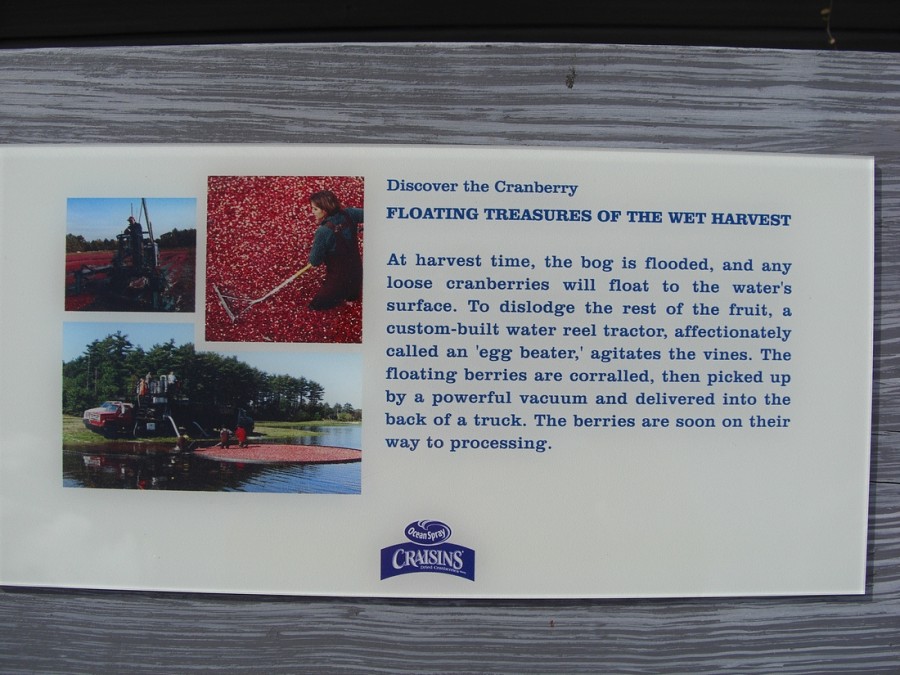 Discover the Cranberry
FLOATING TREASURES OF THE WET HARVEST
At harvest time, the bog is flooded, and any
loose cranberries will float to the water's
surface. To dislodge the rest of the fruit, a
custom-built water reel tractor, affectionately
called an 'egg beater,' agitates the vines. The
floating berries are corralled, then picked up
by a powerful vacuum and delivered into the
back of a truck. The berries are soon on their
way to processing.
Ocean Spray
CRAISINS